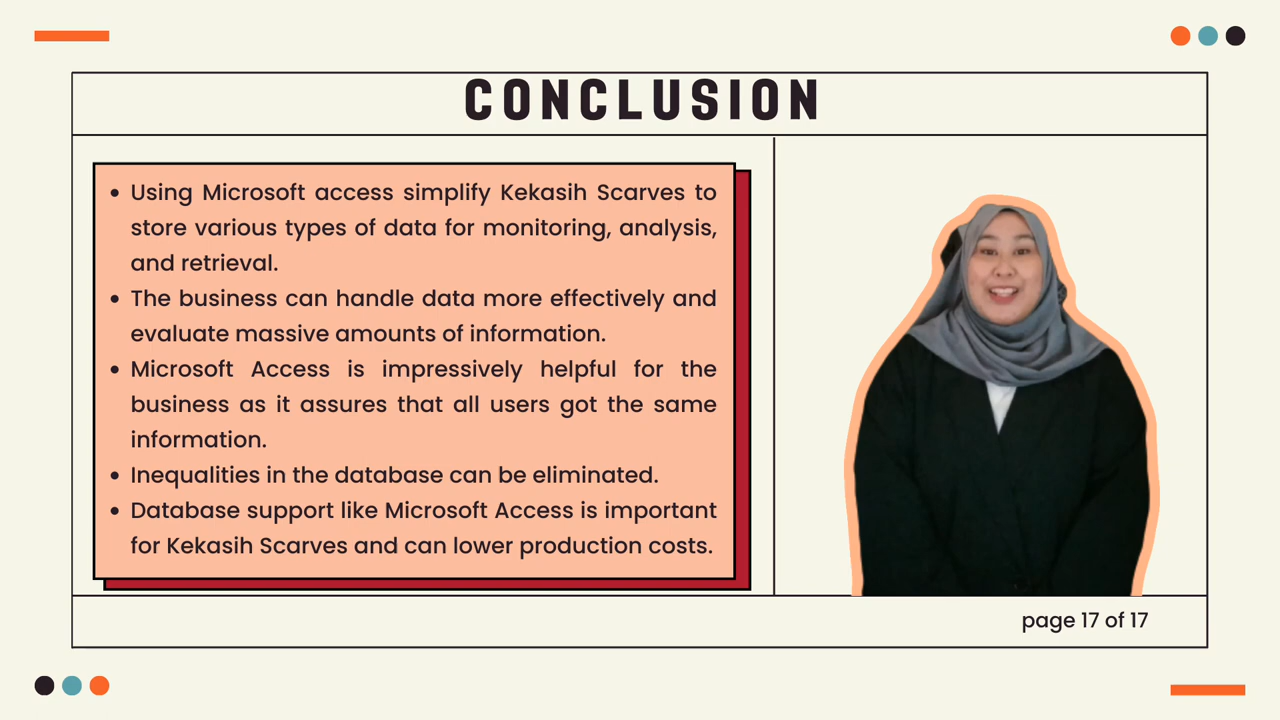 CONCLUSION
• Using Microsoft access simplify Kekasih Scarves to
store various types of data for monitoring, analysis,
and retrieval.
• The business can handle data more effectively and
evaluate massive amounts of information.
• Microsoft Access is impressively helpful for the
business as it assures that all users got the same
information.
• Inequalities in the database can be eliminated.
• Database support like Microsoft Access is important
for Kekasih Scarves and can lower production costs.
page 17 of 17